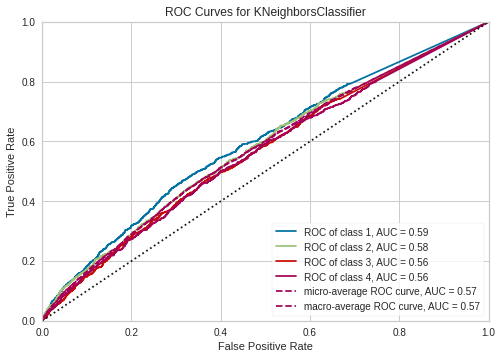 ROC Curves for KNeighborsClassifier
True Positive Rate
1.0
0.8
0.6
0.4
0.2
0.0
ROC of class 1, AUC = 0.59
ROC of class 2, AUC = 0.58
ROC of class 3, AUC = 0.56
ROC of class 4, AUC = 0.56
micro-average ROC curve, AUC = 0.57
macro-average ROC curve, AUC = 0.57
0.0 0.2 0.4 0.6 0.8 1.0
False Positive Rate